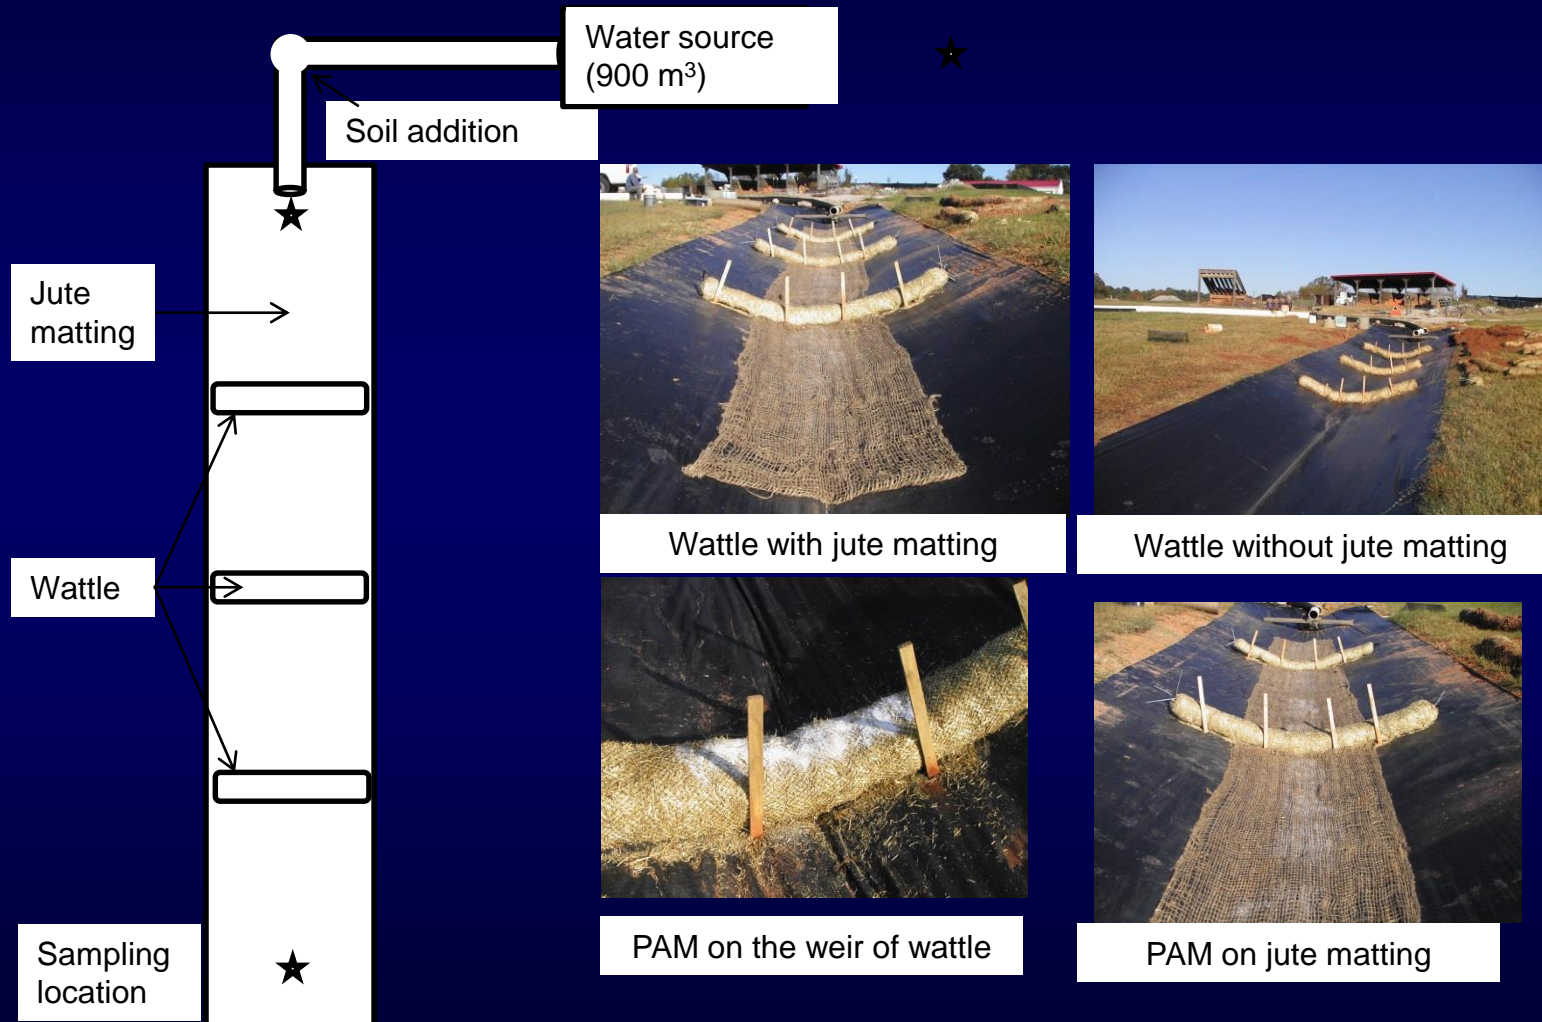 Water source
(900 m³)
Soil addition
Jute
matting
Wattle
Sampling
location
Wattle with jute matting
Wattle without jute matting
PAM on the weir of wattle
PAM on jute matting